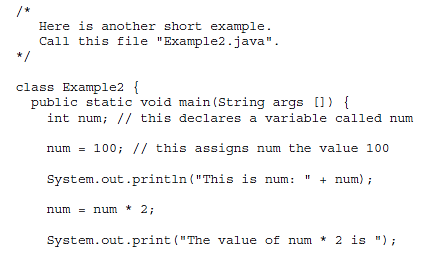 /*
Here is another short example.
Call this file "Example2.java".
*/
class Example2 {
public static void main(String args []) {
int num; // this declares a variable called num
num = 100; // this assigns num the value 100
System.out.println("This is num: " + num);
num = num * 2;
System.out.print("The value of num * 2 is ");